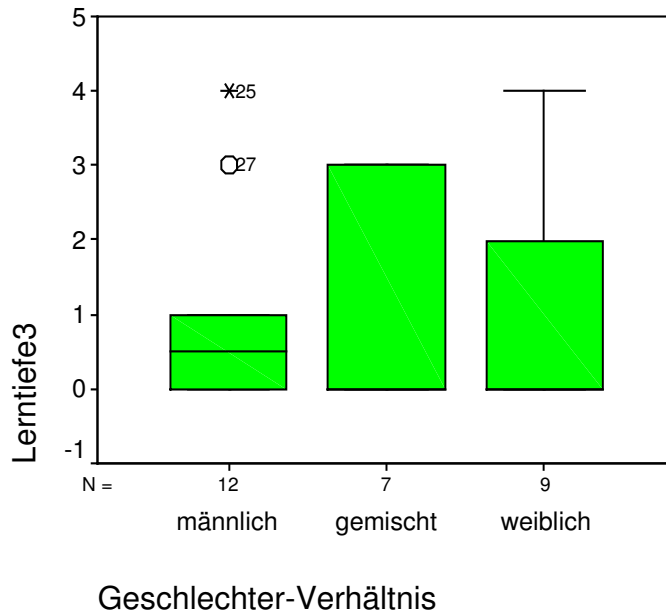 5
4
3
2
1
0
-1
Lerntiefe3
25
27
N = 12 7 9
männlich gemischt weiblich
Geschlechter-Verhältnis